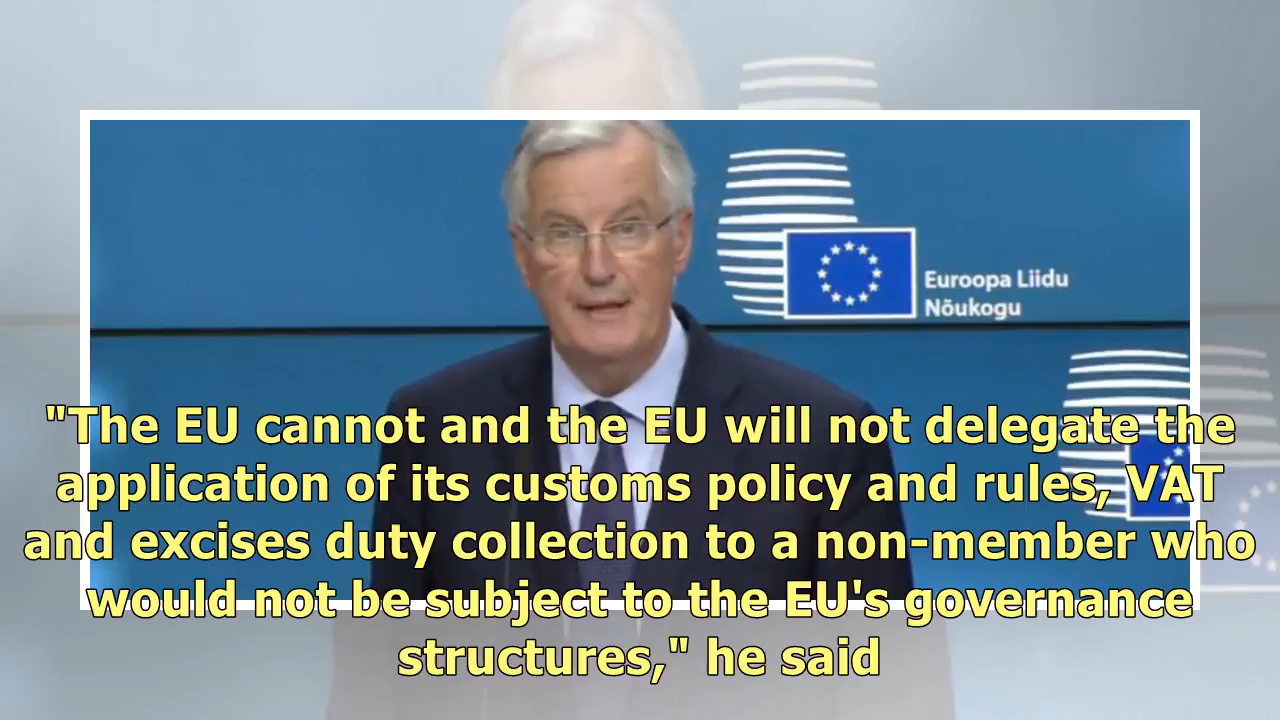 Euroopa Liidu
Nõukogu
"The EU cannot and the EU will not delegate the
application of its customs policy and rules, VAT
and excises duty collection to a non-member who
would not be subject to the EU's governance
structures," he said